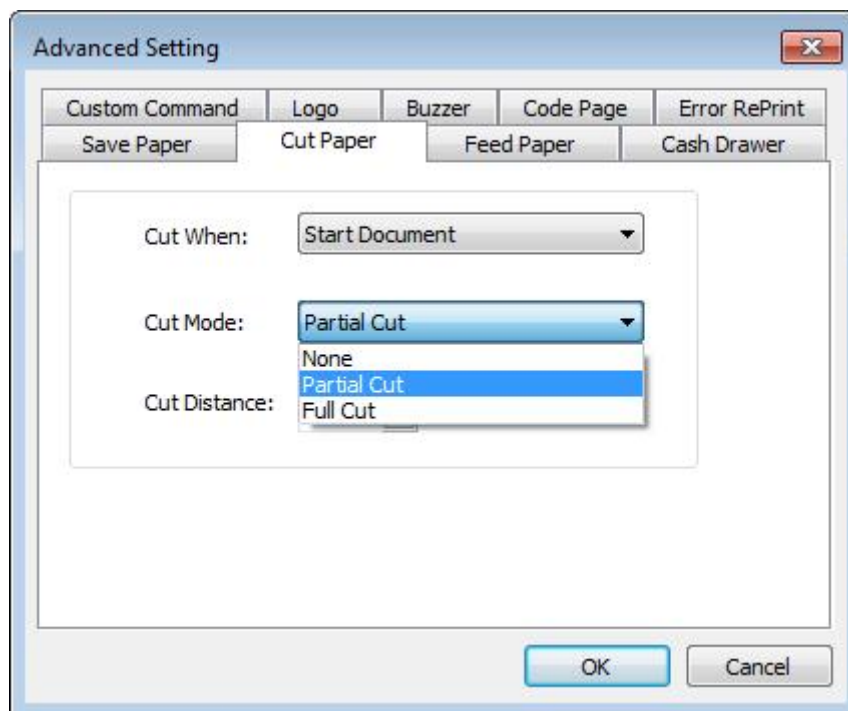 Advanced Setting
Custom Command Logo Buzzer Code Page Error RePrint
Save Paper Cut Paper Feed Paper Cash Drawer
Cut When: Start Document
Cut Mode: Partial Cut
None
Partial Cut
Cut Distance: Full Cut
OK Cancel